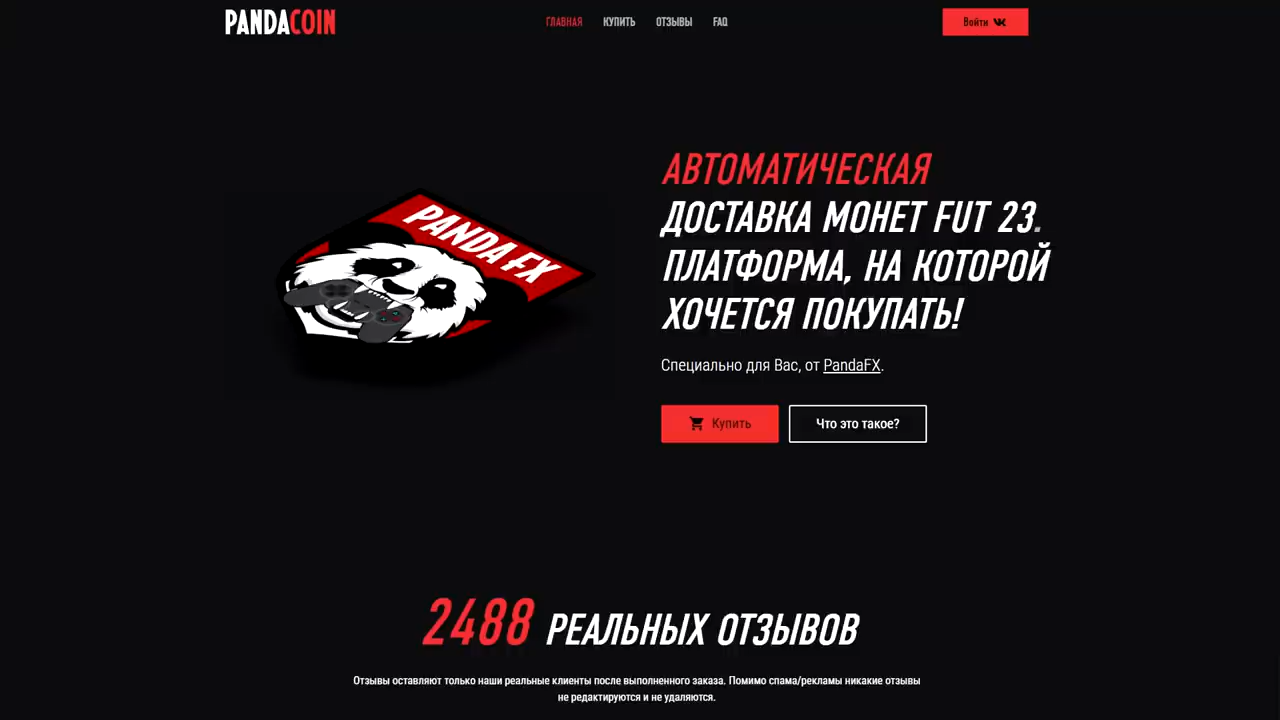 PANDACOIN
ГЛАВНАЯ КУПИТЬ ОТЗЫВЫ FAQ
Войти
PANDA FX
АВТОМАТИЧЕСКАЯ
ДОСТАВКА МОНЕТ FUT 23.
ПЛАТФОРМА, НА КОТОРОЙ
ХОЧЕТСЯ ПОКУПАТЬ!
Специально для Вас, от PandaFX.
Купить Что это такое?
2488 РЕАЛЬНЫХ ОТЗЫВОВ
Отзывы оставляют только наши реальные клиенты после выполненного заказа. Помимо спама/рекламы никакие отзывы
не редактируются и не удаляются.